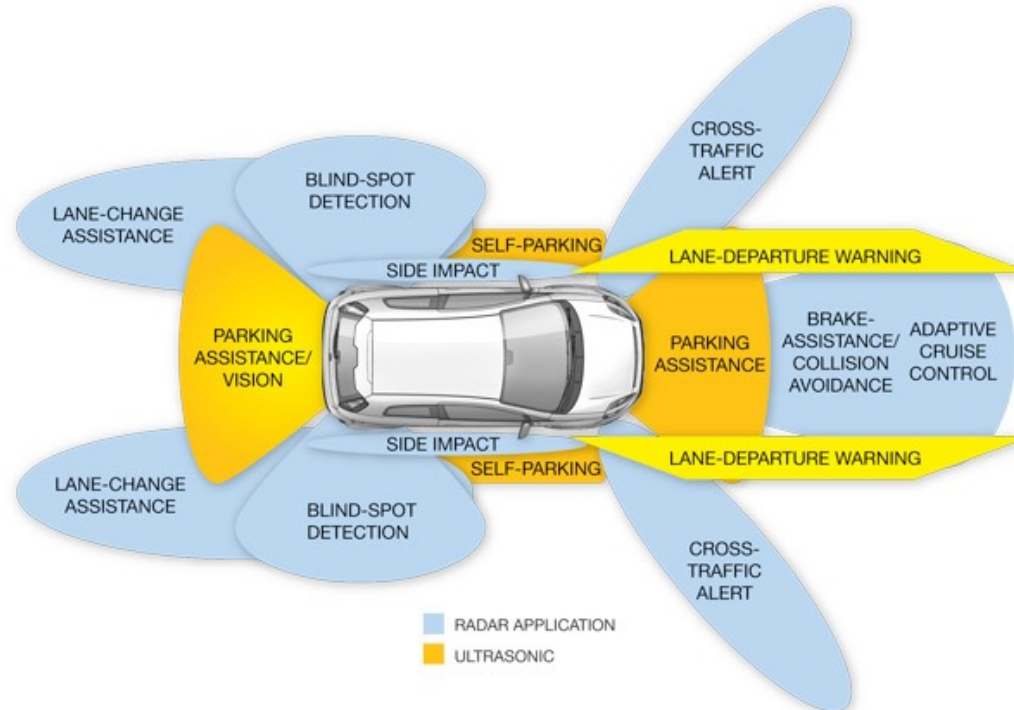 CROSS-
TRAFFIC
ALERT
BLIND-SPOT
DETECTION
LANE-CHANGE
ASSISTANCE
SELF-PARKING
SIDE IMPACT
LANE-DEPARTURE WARNING
PARKING
ASSISTANCE/
VISION
PARKING
ASSISTANCE
BRAKE-
ASSISTANCE/
COLLISION
AVOIDANCE
ADAPTIVE
CRUISE
CONTROL
SIDE IMPACT
SELF-PARKING
LANE-DEPARTURE WARNING
LANE-CHANGE
ASSISTANCE
BLIND-SPOT
DETECTION
CROSS-
TRAFFIC
ALERT
RADAR APPLICATION
ULTRASONIC